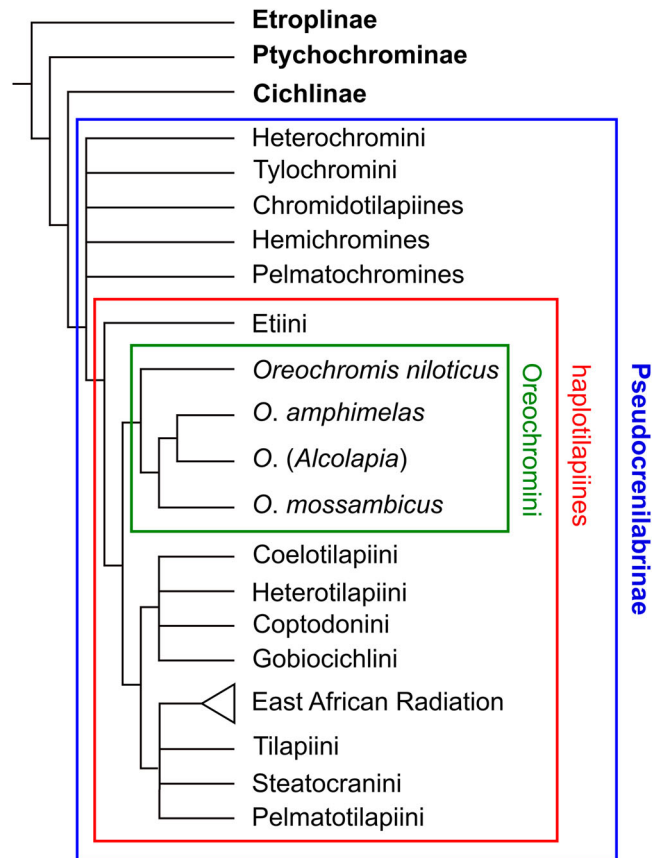 Etroplinae
Ptychochrominae
Cichlinae
Heterochromini
Tylochromini
Chromidotilapiines
Hemichromines
Pelmatochromines
Etiini
Oreochromis niloticus
O. amphimelas
O. (Alcolapia)
O. mossambicus
Coelotilapiini
Heterotilapiini
Coptodonini
Gobiocichlini
East African Radiation
Tilapiini
Steatocranini
Pelmatotilapiini
Oreochromini
haplotilapiines
Pseudocrenilabrinae